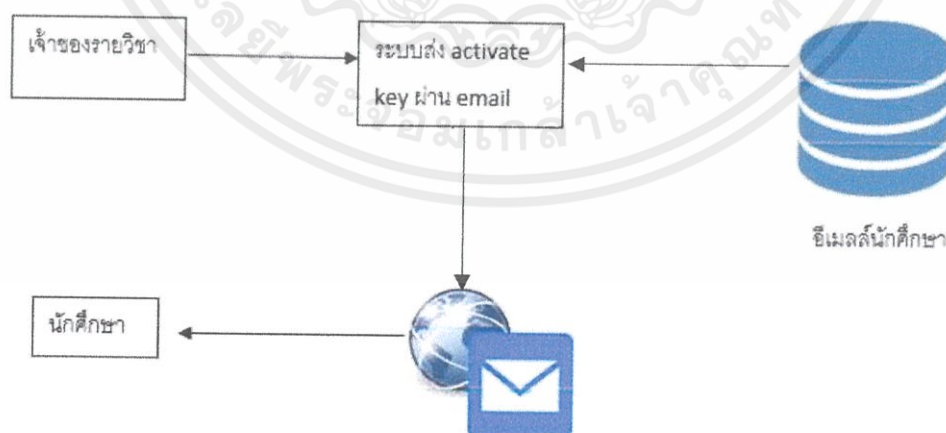 เจ้าของรายวิชา
ระบบส่ง activate
key ผ่าน email
อีเมลล์นักศึกษา
นักศึกษา